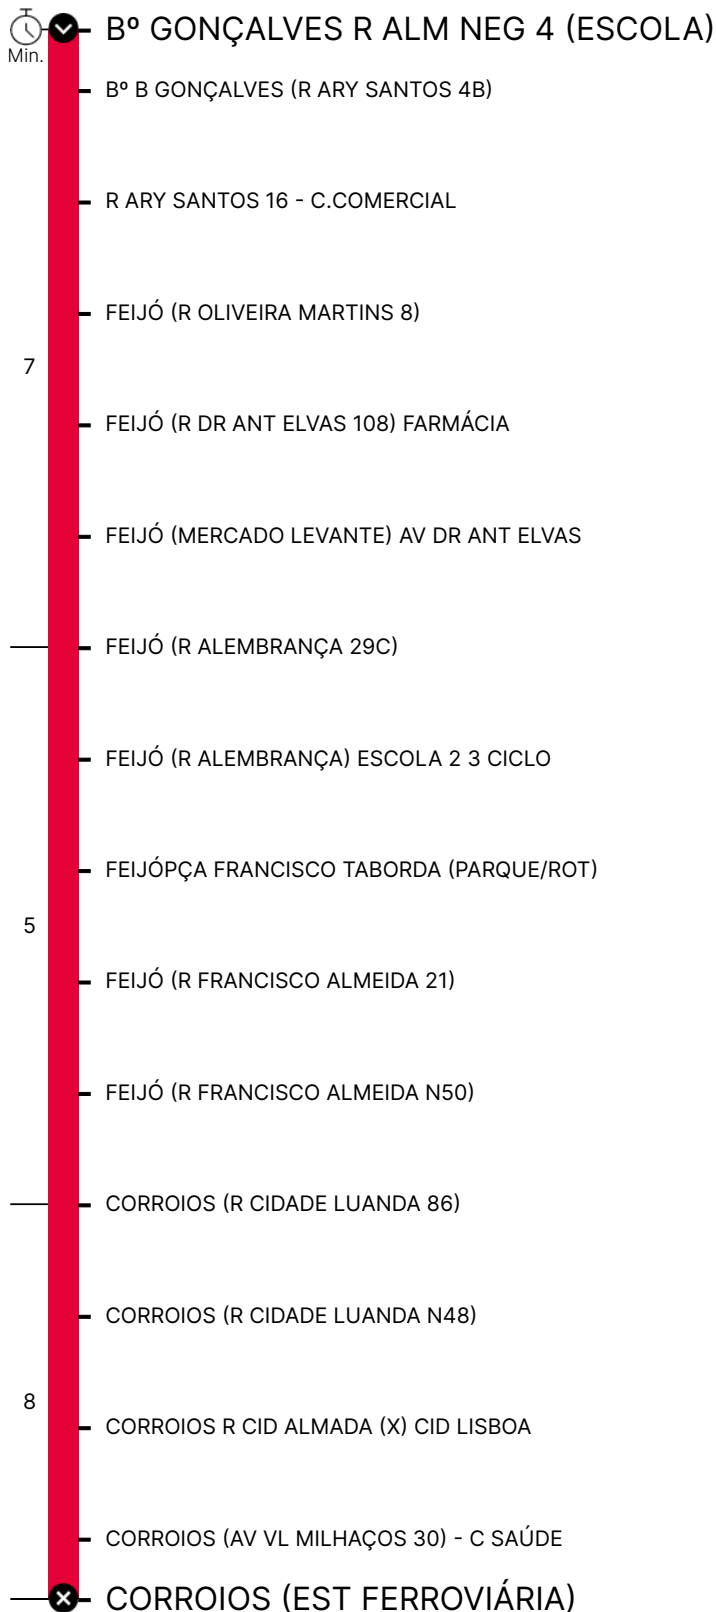 Bº GONÇALVES R ALM NEG 4 (ESCOLA)
Min.
Bº B GONÇALVES (R ARY SANTOS 4B)
R ARY SANTOS 16 - C.COMERCIAL
FEIJÓ (R OLIVEIRA MARTINS 8)
7
FEIJÓ (R DR ANT ELVAS 108) FARMÁCIA
FEIJÓ (MERCADO LEVANTE) AV DR ANT ELVAS
FEIJÓ (R ALEMBRANÇA 29C)
FEIJÓ (R ALEMBRANÇA) ESCOLA 2 3 CICLO
FEIJÓPÇA FRANCISCO TABORDA (PARQUE/ROT)
5
FEIJÓ (R FRANCISCO ALMEIDA 21)
FEIJÓ (R FRANCISCO ALMEIDA N50)
CORROIOS (R CIDADE LUANDA 86)
CORROIOS (R CIDADE LUANDA N48)
8
CORROIOS R CID ALMADA (X) CID LISBOA
CORROIOS (AV VL MILHAÇOS 30) - C SAÚDE
CORROIOS (EST FERROVIÁRIA)